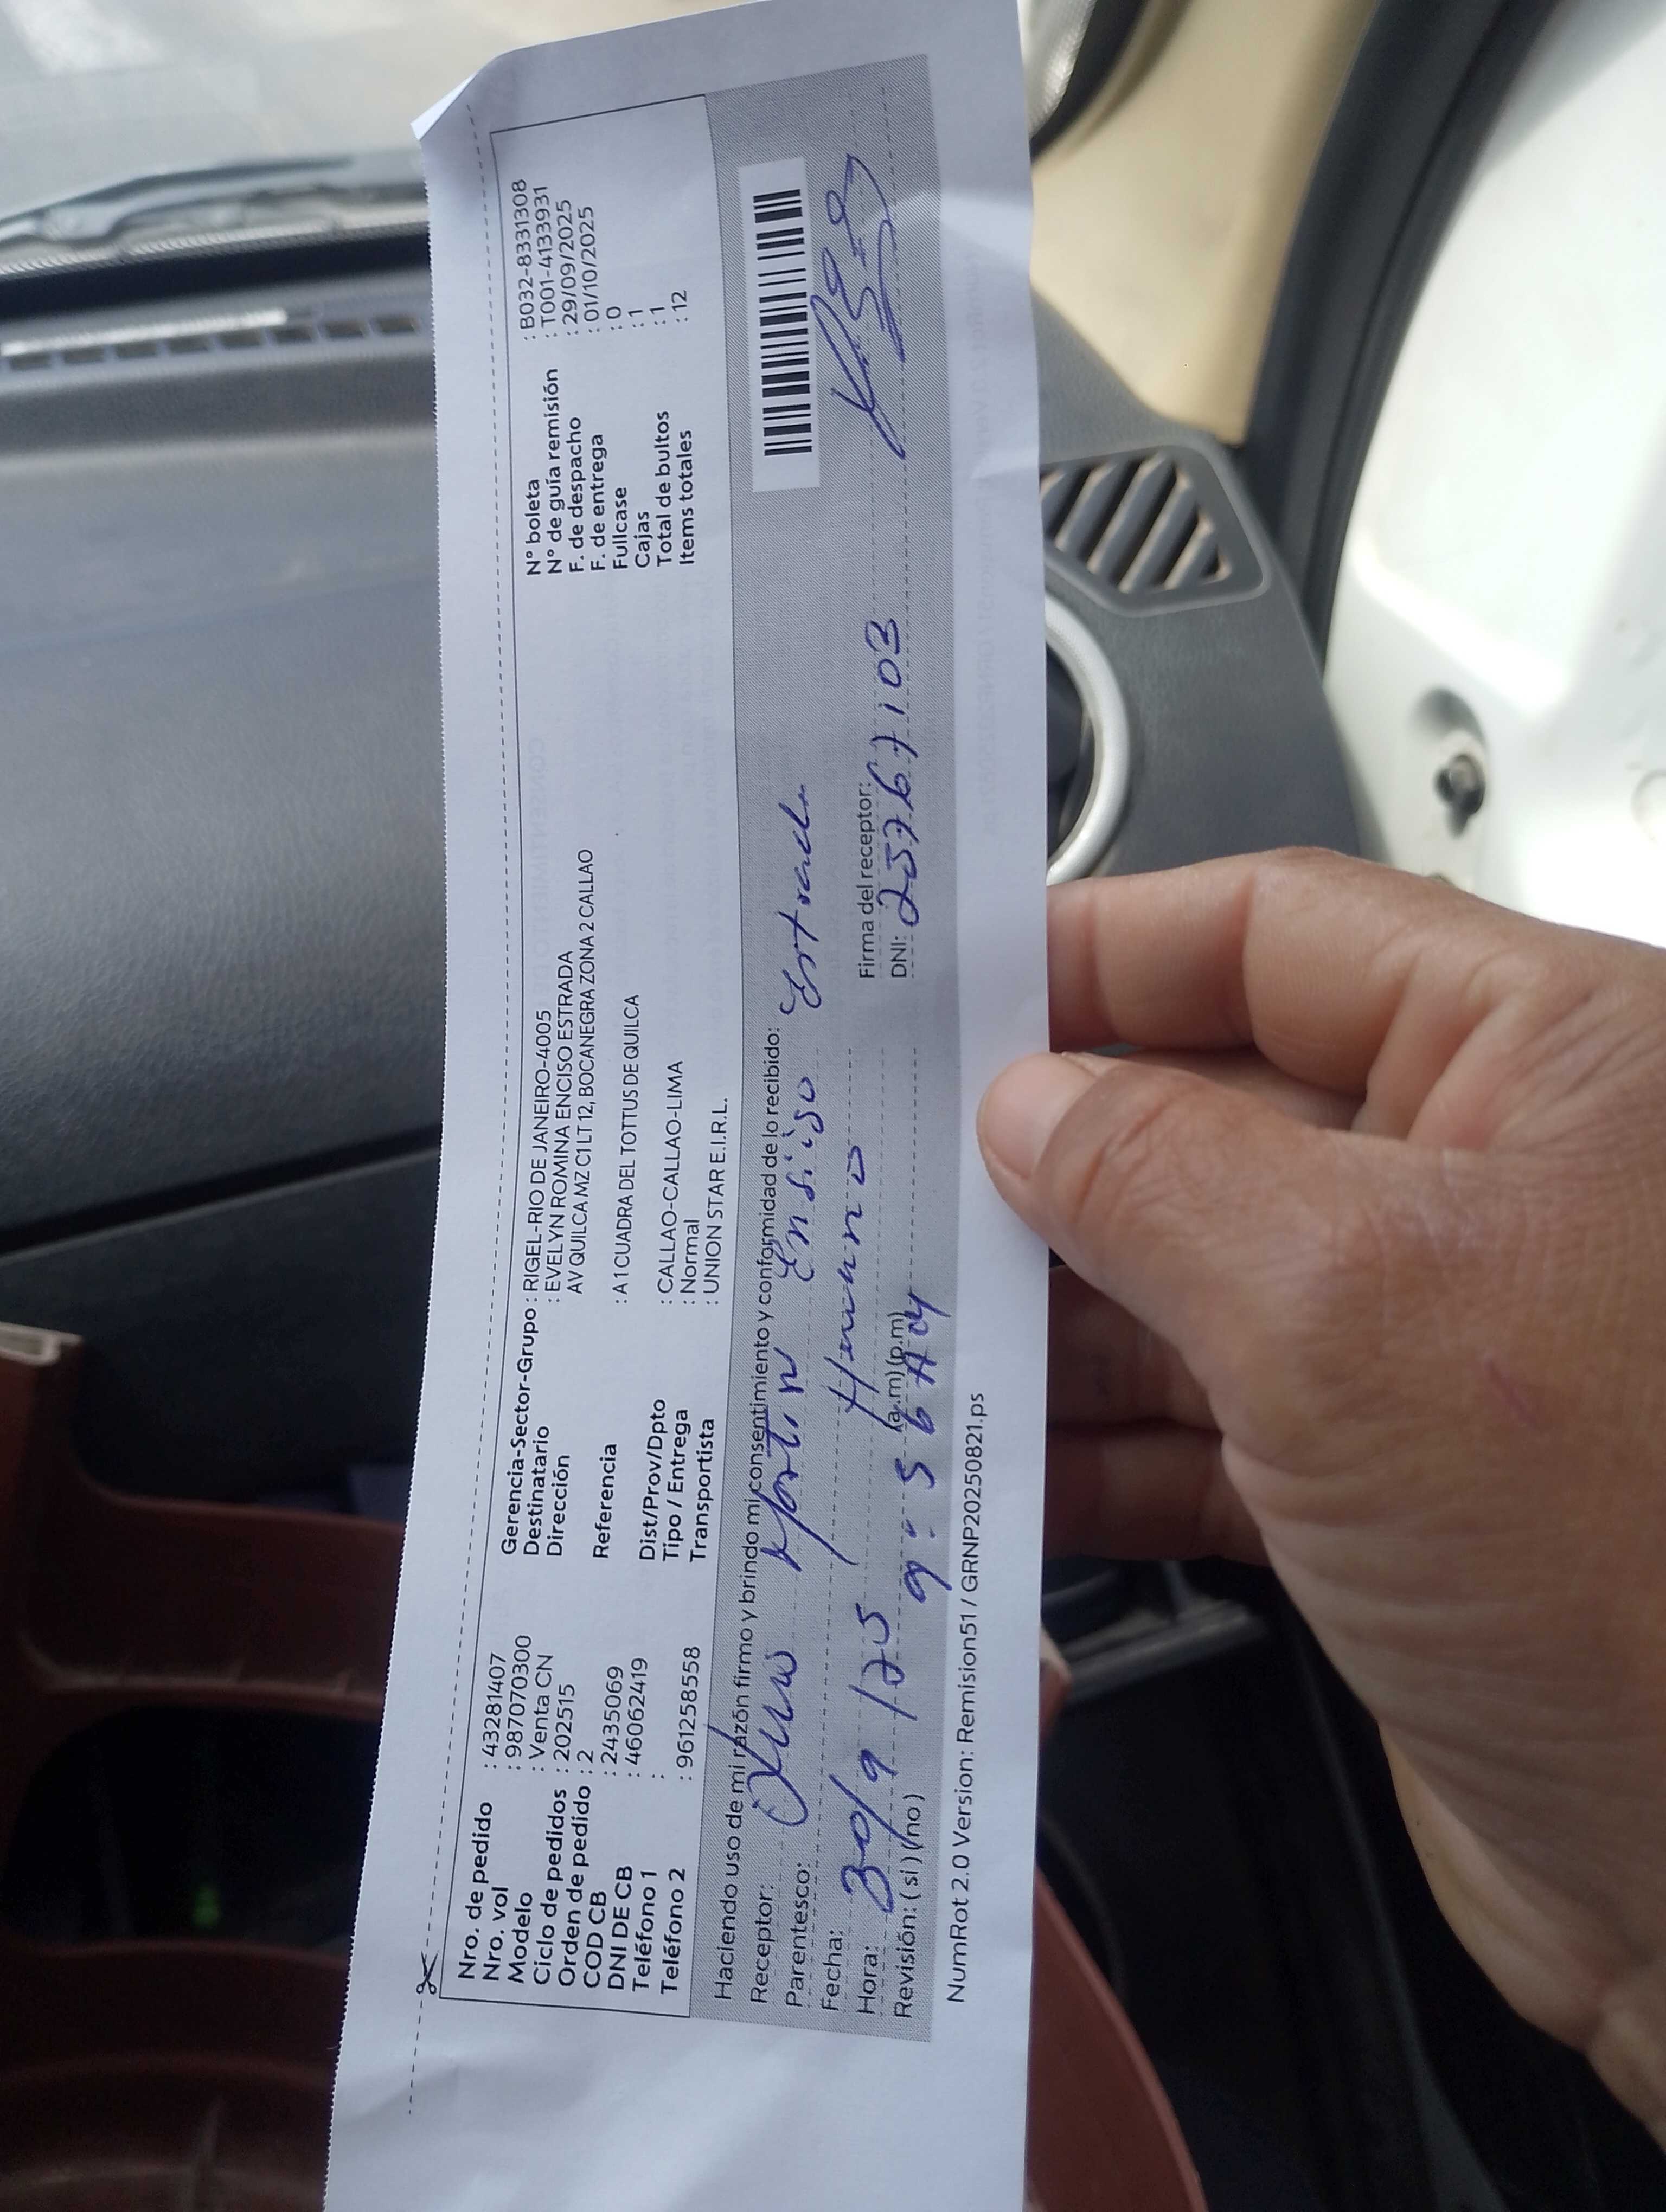 Nro. de pedido : 43281407
Nro. vol : 987070300
Modelo : Venta CN
Ciclo de pedidos : 202515
Orden de pedido : 2
COD CB : 2435069
DNI DE CB : 46062419
Teléfono 1 :
Teléfono 2 : 961258558
Gerencia-Sector-Grupo : RIGEL-RIO DE JANEIRO-4005
Destinatario : EVELYN ROMINA ENCISO ESTRADA
Dirección AV QUILCA MZ C1 LT 12, BOCANEGRA ZONA 2 CALLAO
Referencia : A 1 CUADRA DEL TOTTUS DE QUILCA
Dist/Prov/Dpto : CALLAO-CALLAO-LIMA
Tipo / Entrega : Normal
Transportista : UNION STAR E.I.R.L.
N° boleta : B032-8331308
N° de guía remisión : T001-4133931
F. de despacho : 29/09/2025
F. de entrega : 01/10/2025
Fullcase : 0
Cajas : 1
Total de bultos : 1
Items totales : 12
Haciendo uso de mi razón firmo y brindo mi consentimiento y conformidad de lo recibido:
Receptor: Martin Ensiso Estrada
Parentesco:
Fecha: 30/9/25
Hora: 9:56 (a.m) (p.m)
Revisión: (si) (no)
Firma del receptor:
DNI: 25767103
NumRot 2.0 Version: Remision51 / GRNP20250821.ps